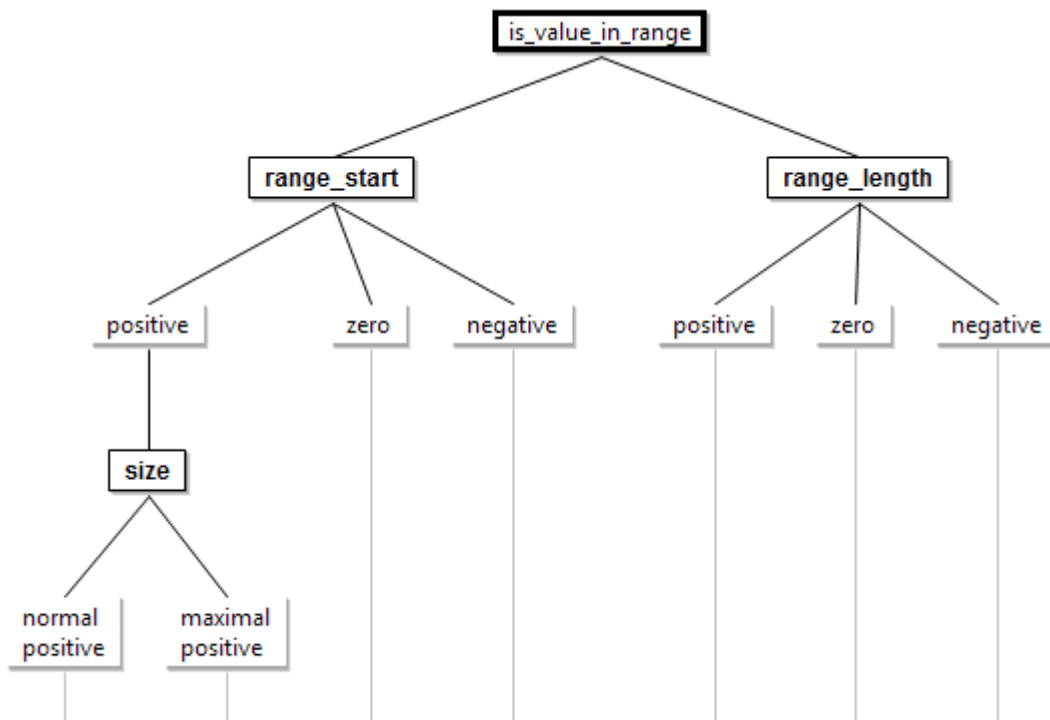 is_value_in_range
range_start
range_length
positive
zero
negative
positive
zero
negative
size
normal
positive
maximal
positive